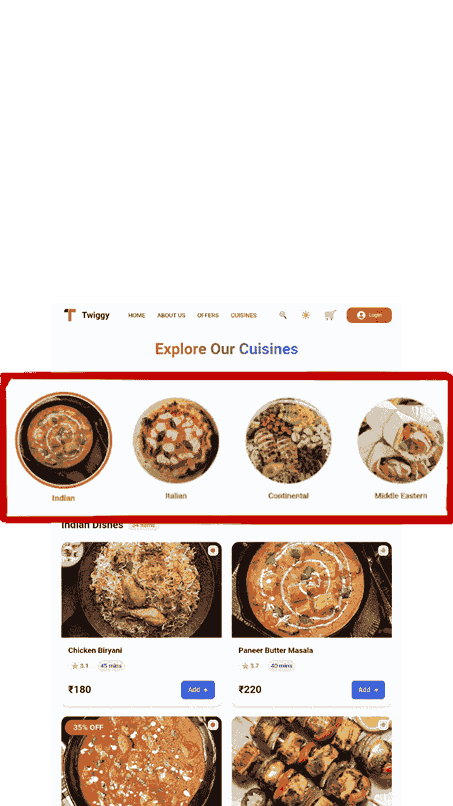 Twiggy HOME ABOUT US OFFERS CUISINES Login
Explore Our Cuisines
Indian Italian Continental Middle Eastern
Indian Dishes 24 items
Chicken Biryani Paneer Butter Masala
3.1 45 mins 3.7 40 mins
₹180 Add + ₹220 Add +
35% OFF